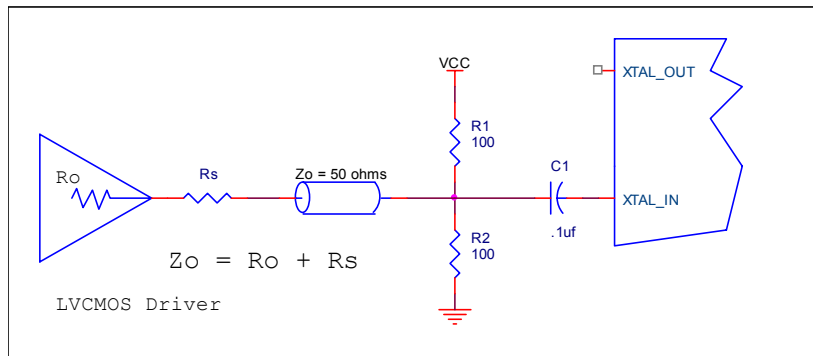 VCC
XTAL_OUT
R1
100
Ro
Rs
Zo = 50 ohms
C1
XTAL_IN
.1uf
R2
100
Zo = Ro + Rs
LVCMOS Driver